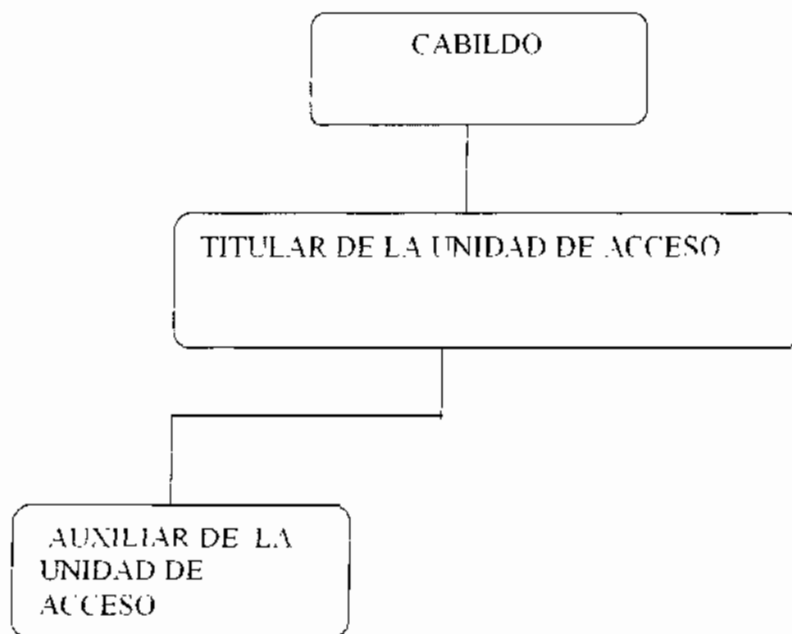 CABILDO
TITULAR DE LA UNIDAD DE ACCESO
AUXILIAR DE LA
UNIDAD DE
ACCESO